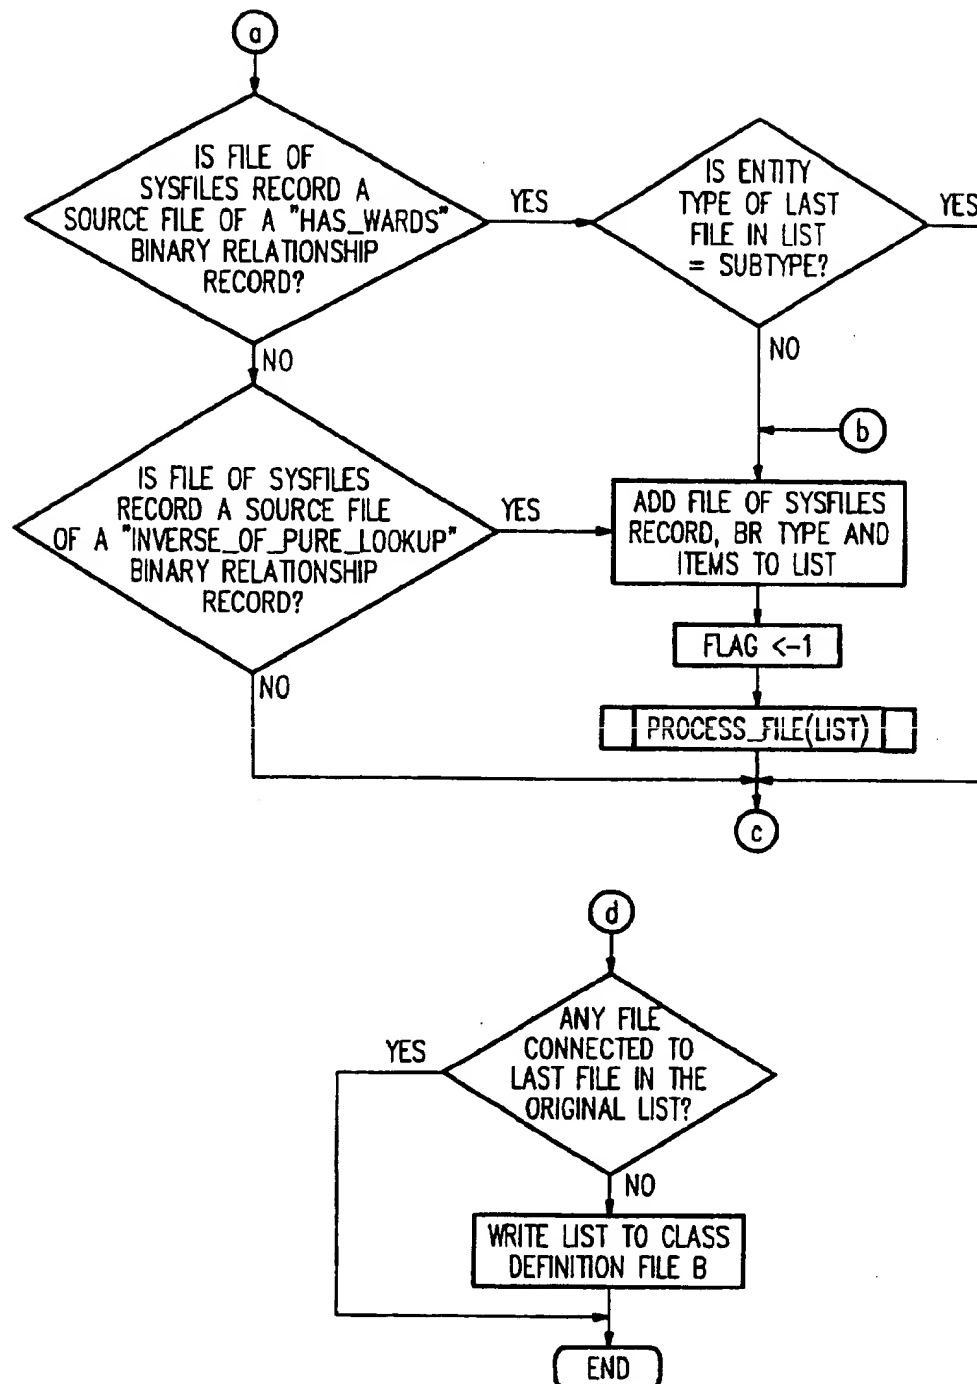 a
IS FILE OF
SYSFILES RECORD A
SOURCE FILE OF A "HAS_WARDS"
BINARY RELATIONSHIP
RECORD?
YES
IS ENTITY
TYPE OF LAST
FILE IN LIST
= SUBTYPE?
YES
NO
NO
b
IS FILE OF SYSFILES
RECORD A SOURCE FILE
OF A "INVERSE_OF_PURE_LOOKUP"
BINARY RELATIONSHIP
RECORD?
YES
ADD FILE OF SYSFILES
RECORD, BR TYPE AND
ITEMS TO LIST
FLAG <-1
NO
PROCESS_FILE(LIST)
c
d
ANY FILE
CONNECTED TO
LAST FILE IN THE
ORIGINAL LIST?
YES
NO
WRITE LIST TO CLASS
DEFINITION FILE B
END